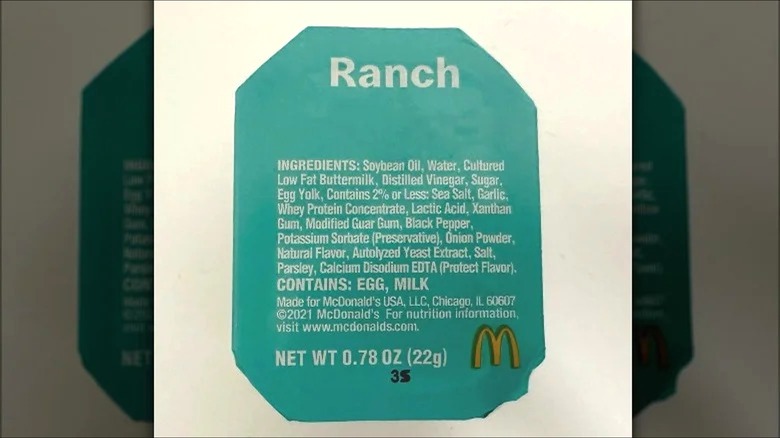 Ranch
INGREDIENTS: Soybean Oil, Water, Cultured
Low Fat Buttermilk, Distilled Vinegar, Sugar,
Egg Yolk, Contains 2% or Less: Sea Salt, Garlic,
Whey Protein Concentrate, Lactic Acid, Xanthan
Gum, Modified Guar Gum, Black Pepper,
Potassium Sorbate (Preservative), Onion Powder,
Natural Flavor, Autolyzed Yeast Extract, Salt,
Parsley, Calcium Disodium EDTA (Protect Flavor).
CONTAINS: EGG, MILK
Made for McDonald's USA, LLC, Chicago, IL 60607
©2021 McDonald's For nutrition information,
visit www.mcdonalds.com.
NET WT 0.78 OZ (22g)
3S